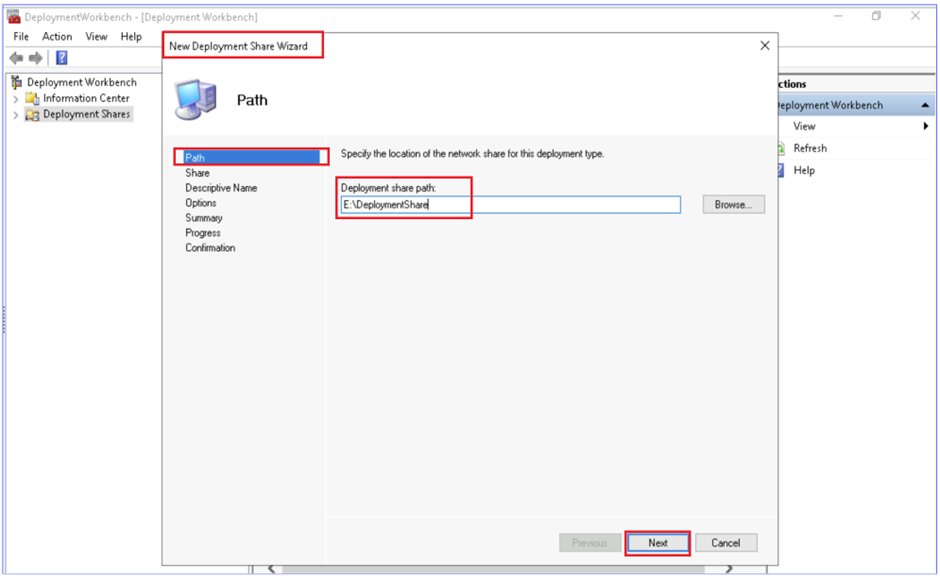 DeploymentWorkbench - [Deployment Workbench]
File Action View Help
Deployment Workbench
Information Center
Deployment Shares
New Deployment Share Wizard
Path
Path
Share
Descriptive Name
Options
Summary
Progress
Confirmation
Specify the location of the network share for this deployment type.
Deployment share path:
E:\DeploymentShare
Browse...
Previous Next Cancel
ctions
eployment Workbench
View
Refresh
Help